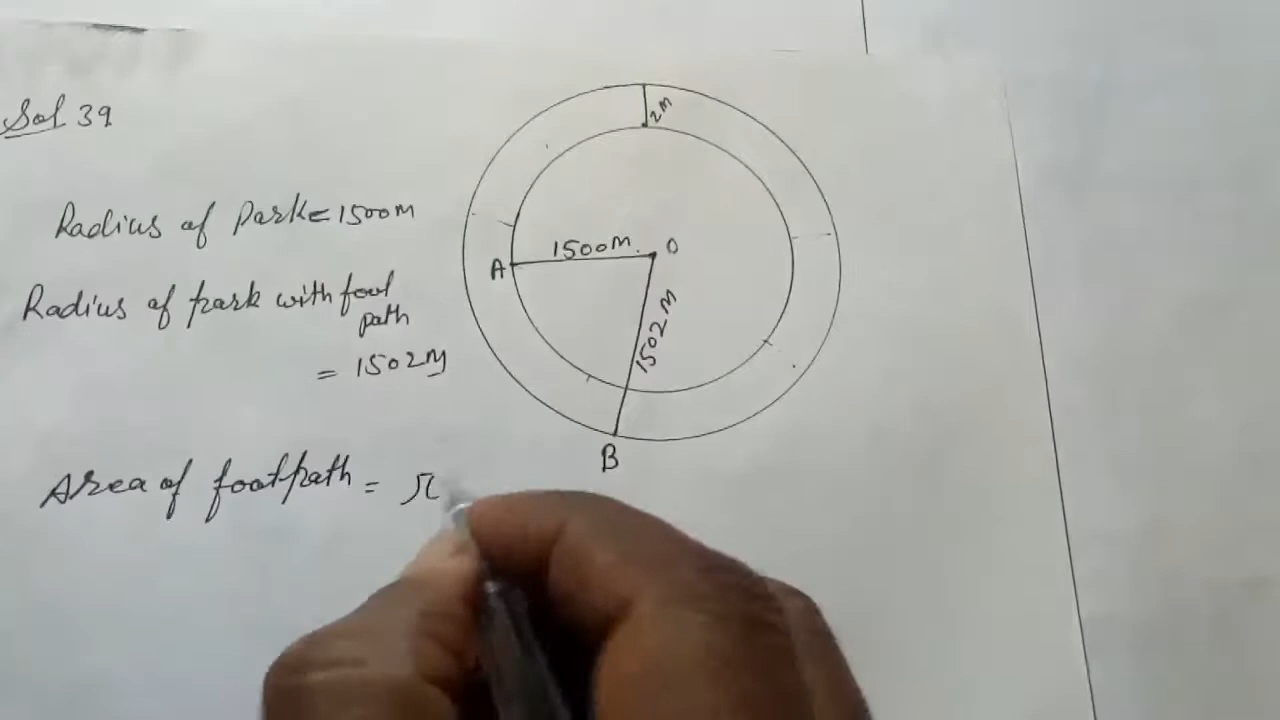 Sol 39
2M
Radius of Park = 1500M
1500M.
O
A
Radius of park with foot
path
= 1502M
1502M
B
Area of footpath = π